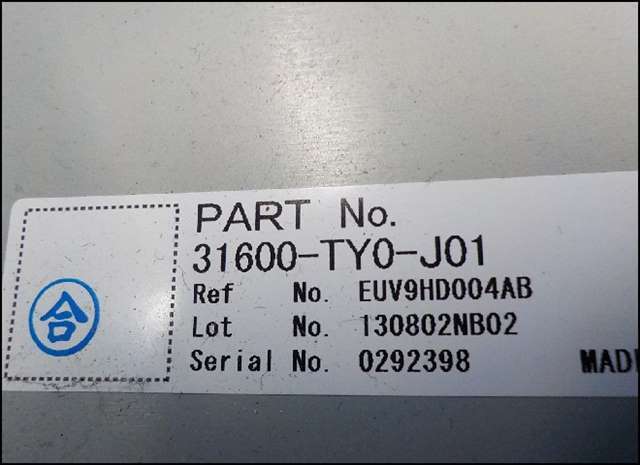 PART No.
31600-TY0-J01
Ref No. EUV9HD004AB
Lot No. 130802NB02
Serial No. 0292398
MADE
合